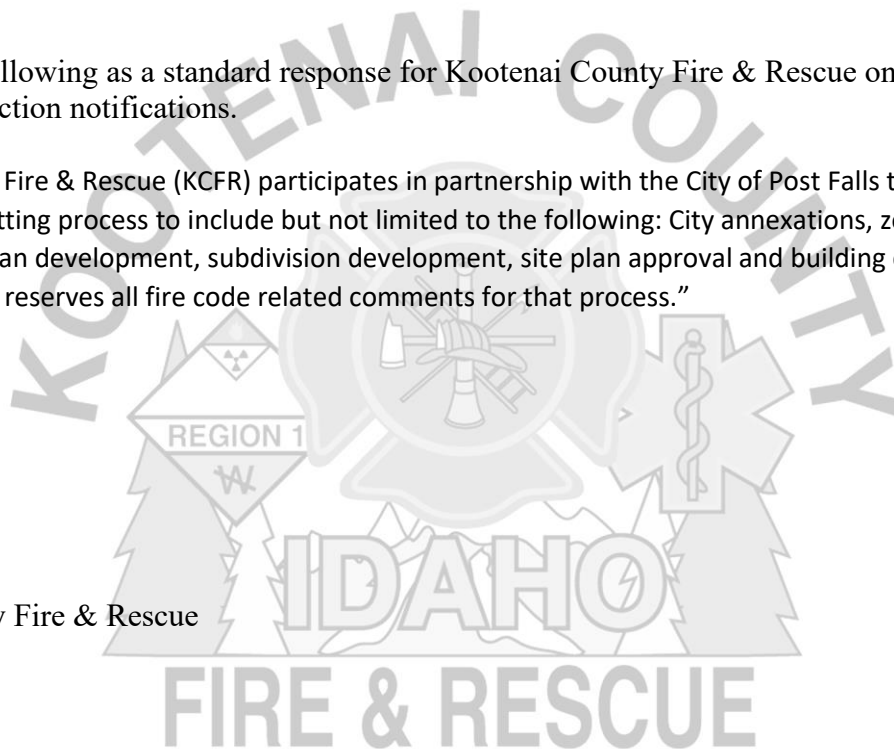 KOOTENAI COUNTY
llowing as a standard response for Kootenai County Fire & Rescue on
ction notifications.
Fire & Rescue (KCFR) participates in partnership with the City of Post Falls t
tting process to include but not limited to the following: City annexations, z
an development, subdivision development, site plan approval and building
reserves all fire code related comments for that process.”
REGION 1
W
IDAHO
y Fire & Rescue
FIRE & RESCUE